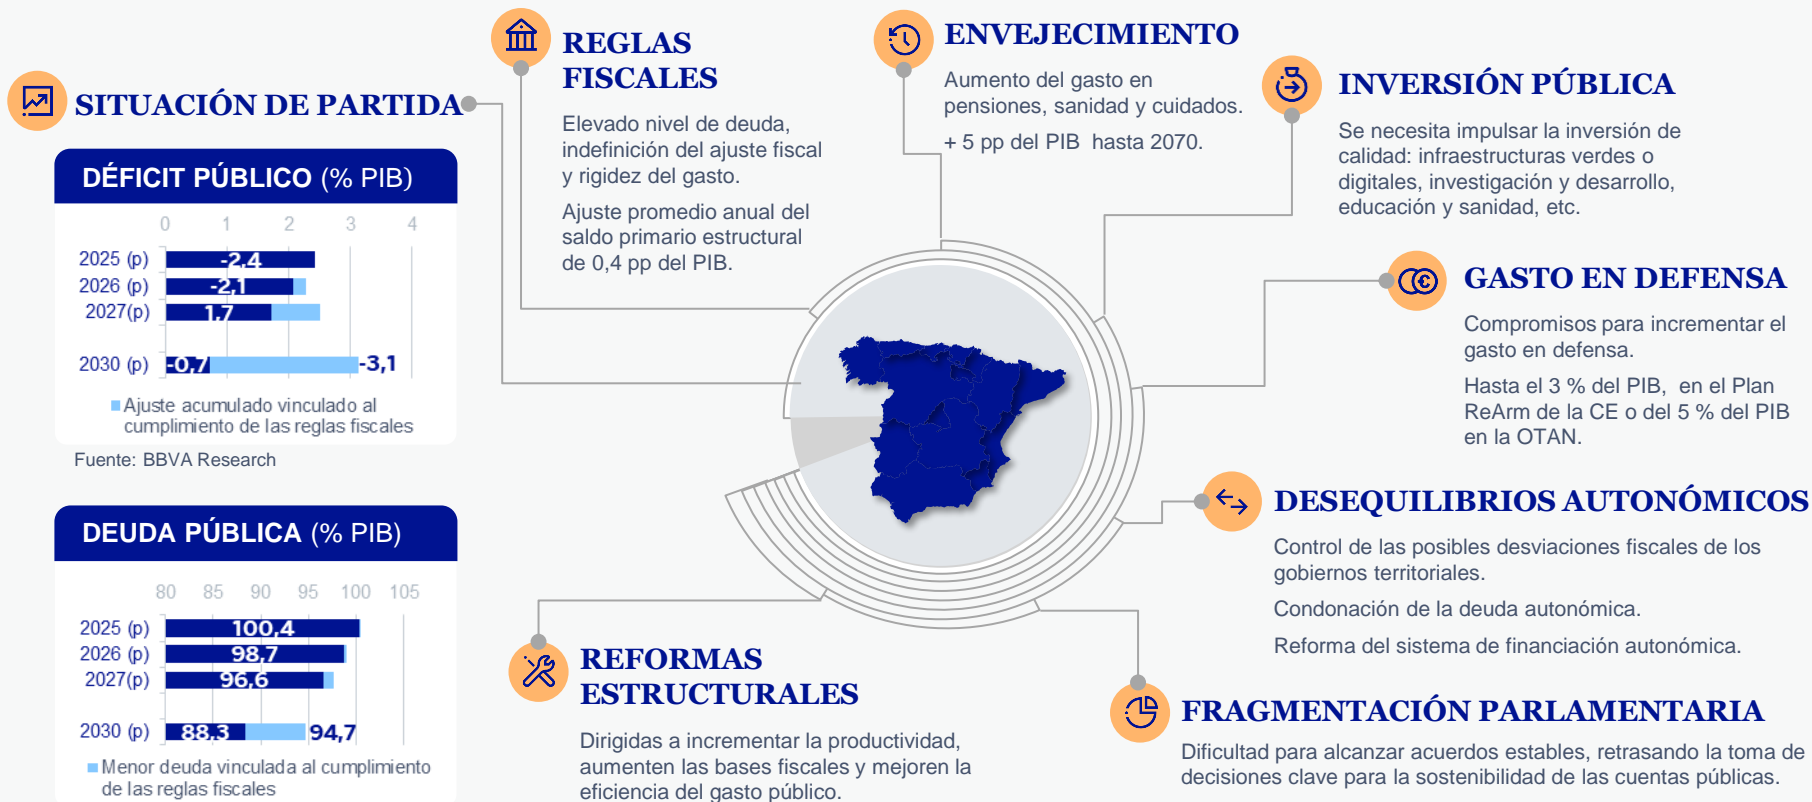 SITUACIÓN DE PARTIDA
DÉFICIT PÚBLICO (% PIB)
0 1 2 3 4
2025 (p) -2,4
2026 (p) -2,1
2027(p) 1,7
2030 (p) -0,7 -3,1
Ajuste acumulado vinculado al
cumplimiento de las reglas fiscales
Fuente: BBVA Research
DEUDA PÚBLICA (% PIB)
80 85 90 95 100 105
2025 (p) 100,4
2026 (p) 98,7
2027(p) 96,6
2030 (p) 88,3 94,7
Menor deuda vinculada al cumplimiento
de las reglas fiscales
REGLAS
FISCALES
Elevado nivel de deuda,
indefinición del ajuste fiscal
y rigidez del gasto.
Ajuste promedio anual del
saldo primario estructural
de 0,4 pp del PIB.
ENVEJECIMIENTO
Aumento del gasto en
pensiones, sanidad y cuidados.
+ 5 pp del PIB hasta 2070.
INVERSIÓN PÚBLICA
Se necesita impulsar la inversión de
calidad: infraestructuras verdes o
digitales, investigación y desarrollo,
educación y sanidad, etc.
GASTO EN DEFENSA
Compromisos para incrementar el
gasto en defensa.
Hasta el 3 % del PIB, en el Plan
ReArm de la CE o del 5 % del PIB
en la OTAN.
DESEQUILIBRIOS AUTONÓMICOS
Control de las posibles desviaciones fiscales de los
gobiernos territoriales.
Condonación de la deuda autonómica.
Reforma del sistema de financiación autonómica.
FRAGMENTACIÓN PARLAMENTARIA
Dificultad para alcanzar acuerdos estables, retrasando la toma de
decisiones clave para la sostenibilidad de las cuentas públicas.
REFORMAS
ESTRUCTURALES
Dirigidas a incrementar la productividad,
aumenten las bases fiscales y mejoren la
eficiencia del gasto público.